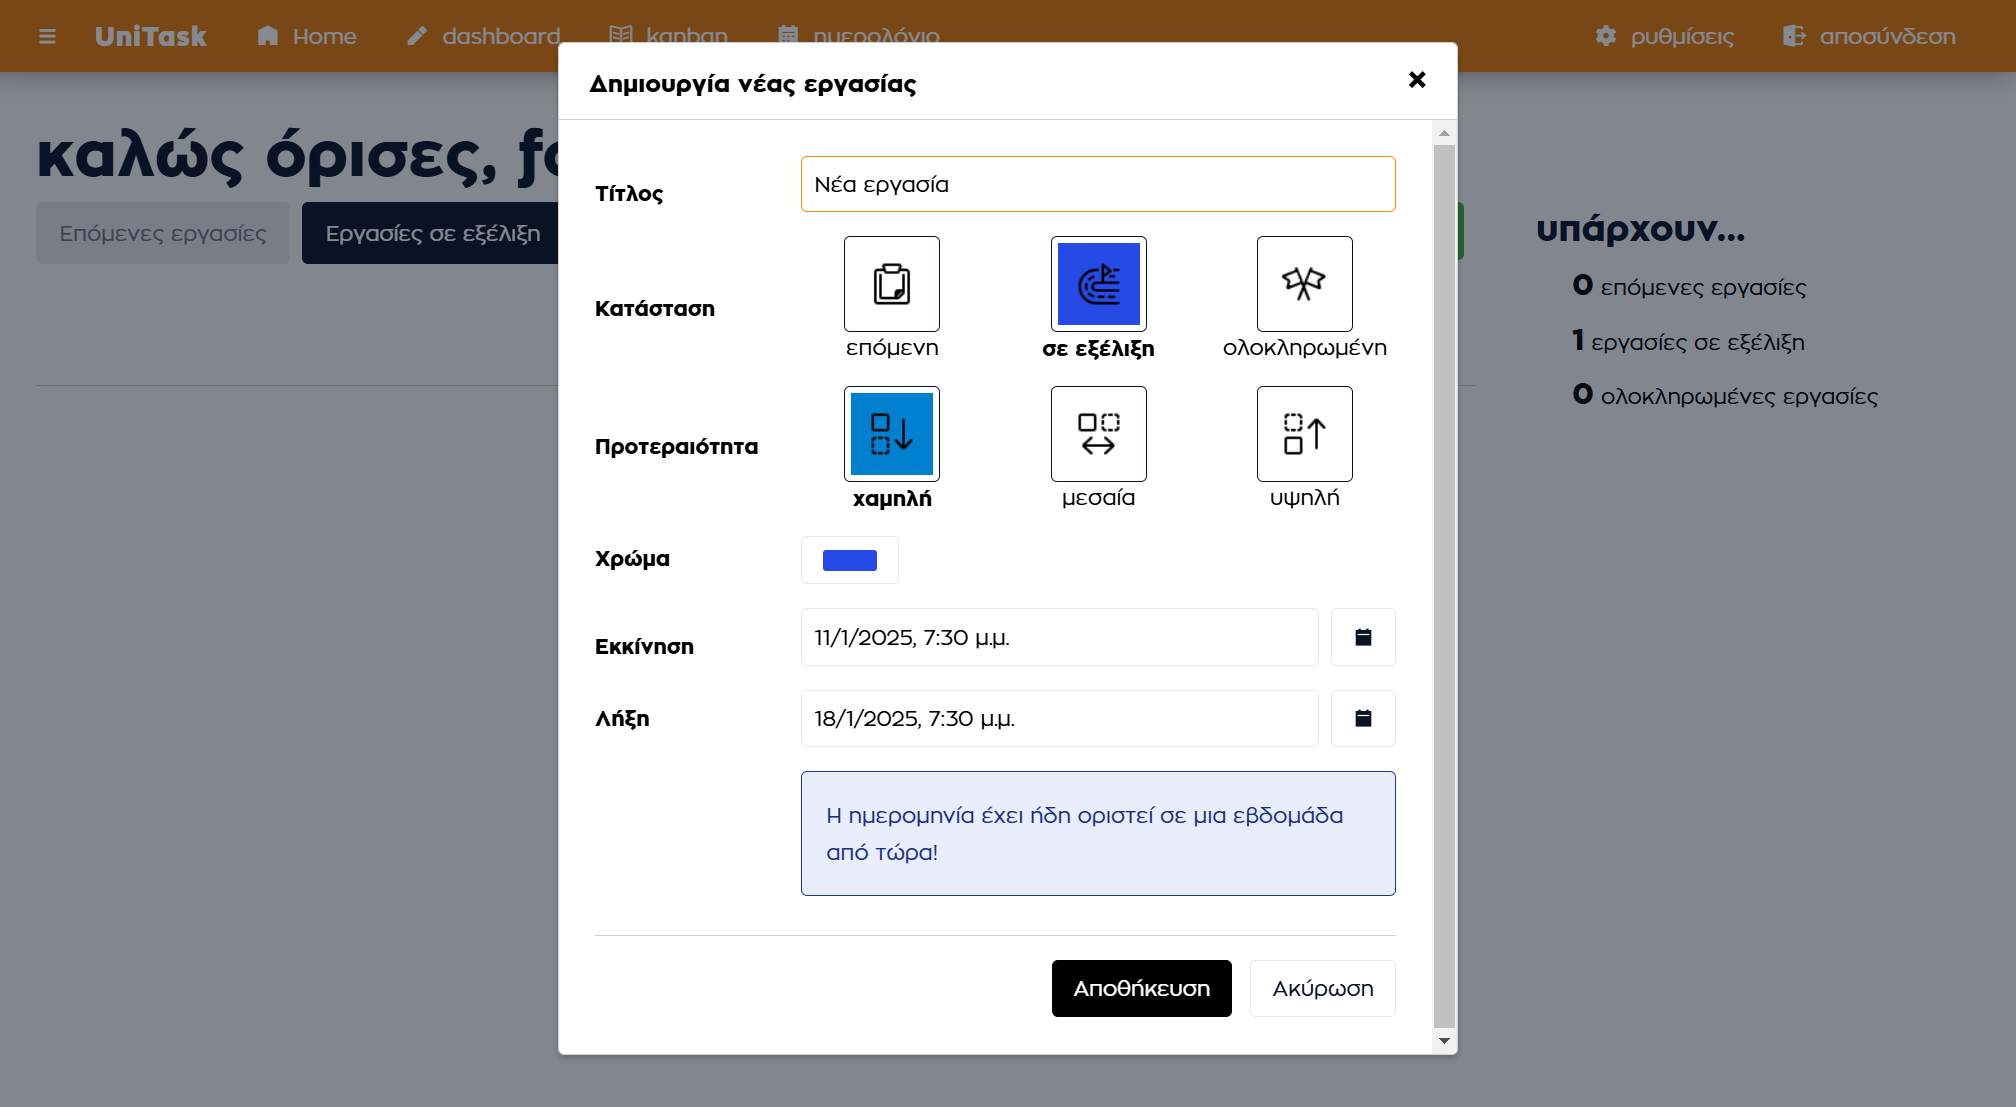 UniTask
Home
dashboard
kanban
ημερολόγιο
ρυθμίσεις
αποσύνδεση
καλώς όρισες,
Επόμενες εργασίες
Εργασίες σε εξέλιξη
Δημιουργία νέας εργασίας
Τίτλος
Νέα εργασία
Κατάσταση
επόμενη
σε εξέλιξη
ολοκληρωμένη
Προτεραιότητα
χαμηλή
μεσαία
υψηλή
Χρώμα
Εκκίνηση
11/1/2025, 7:30 μ.μ.
Λήξη
18/1/2025, 7:30 μ.μ.
Η ημερομηνία έχει ήδη οριστεί σε μια εβδομάδα
από τώρα!
Αποθήκευση
Ακύρωση
υπάρχουν...
0 επόμενες εργασίες
1 εργασίες σε εξέλιξη
0 ολοκληρωμένες εργασίες